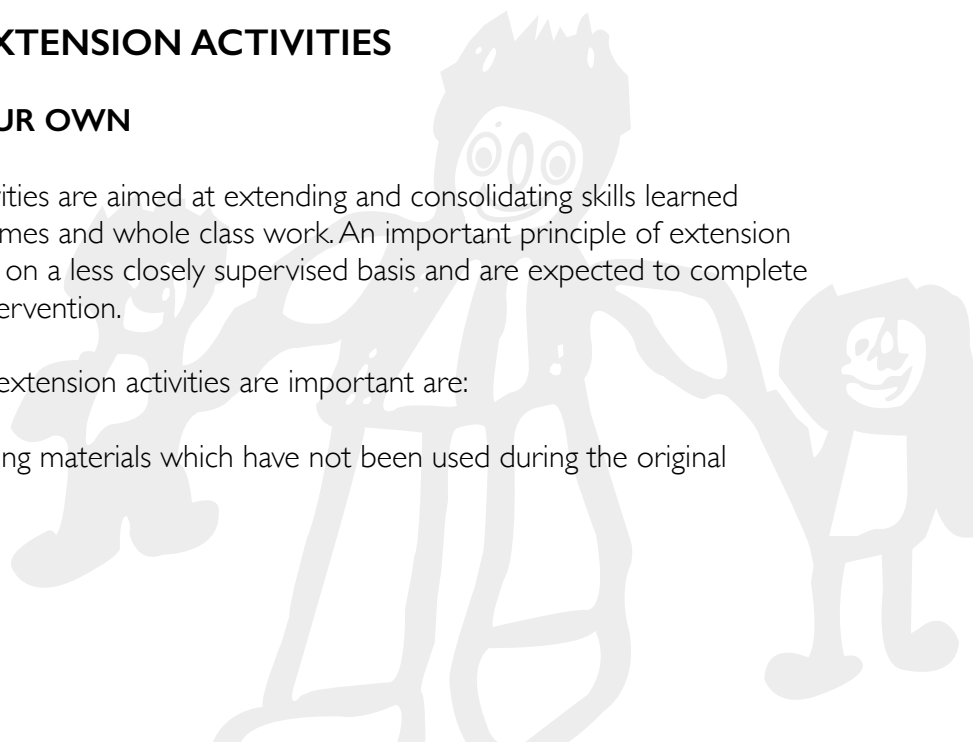 XTENSION ACTIVITIES
UR OWN
vities are aimed at extending and consolidating skills learned
mes and whole class work. An important principle of extension
on a less closely supervised basis and are expected to complete
ervention.
extension activities are important are:
ng materials which have not been used during the original